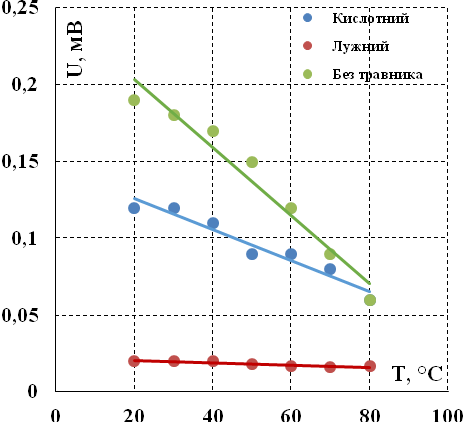 0,25
U, мВ
Кислотний
Лужний
Без травника
0,2
0,15
0,1
0,05
0
T, °C
0 20 40 60 80 100